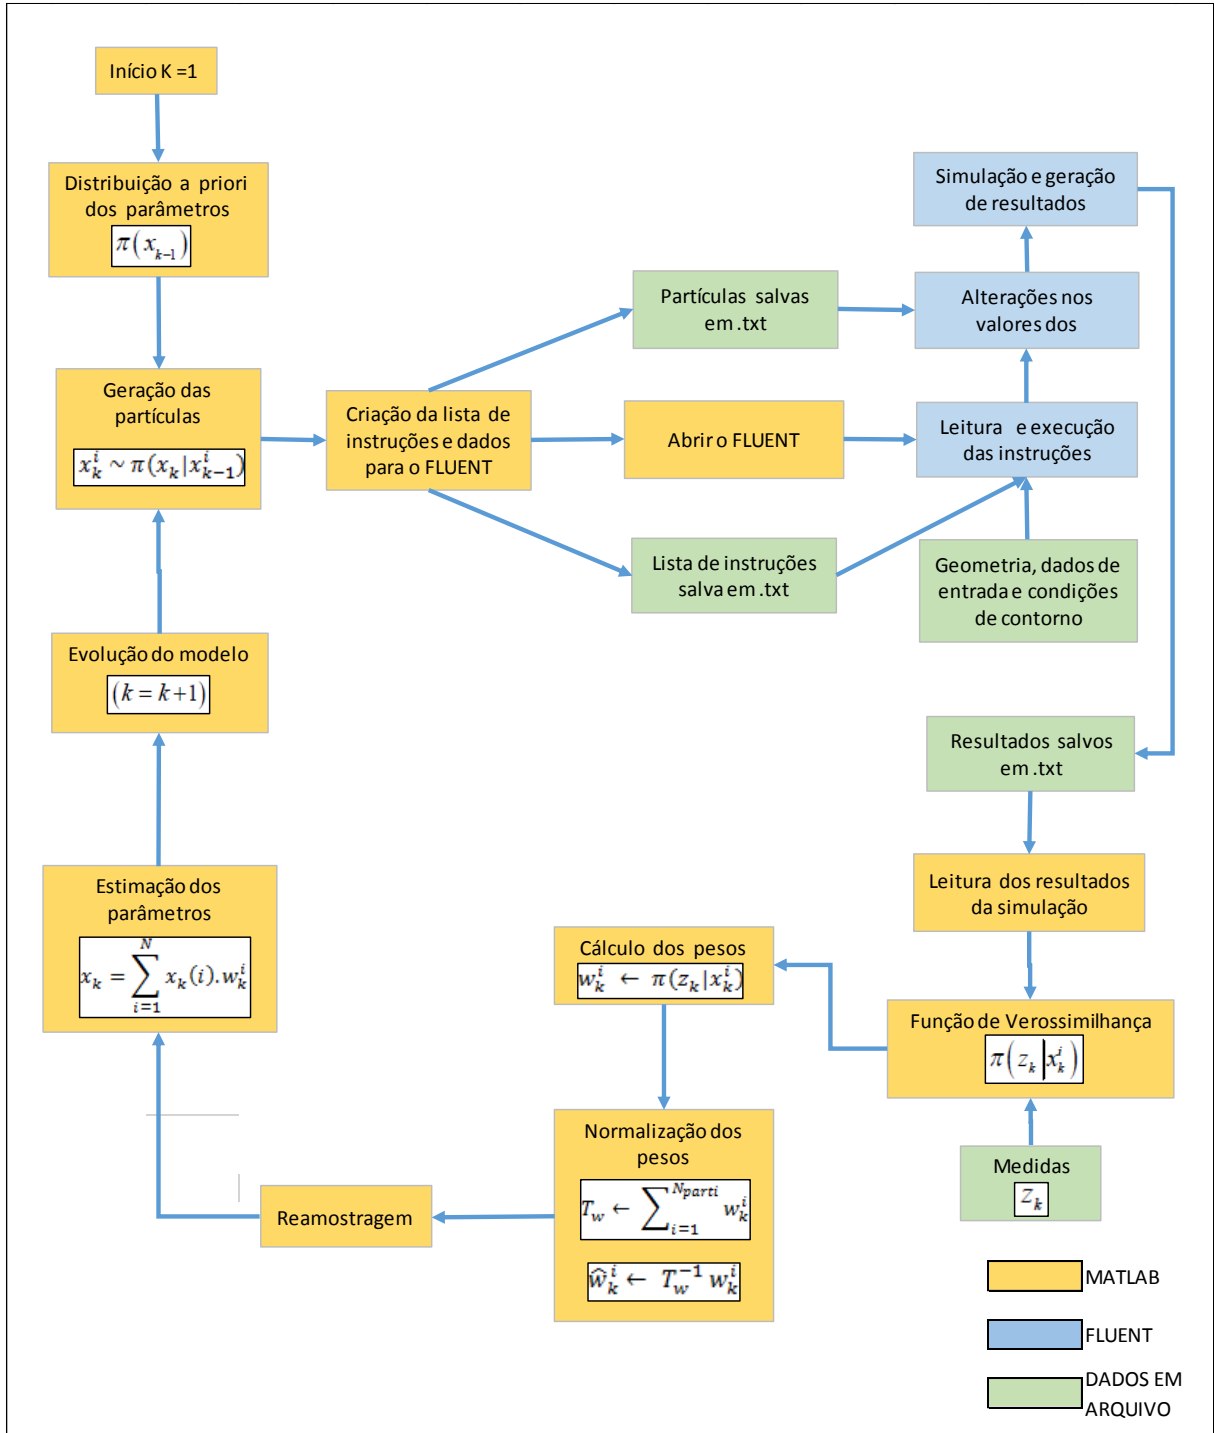 Início K =1
Distribuição a priori
dos parâmetros
π(x_{k-1})
Geração das
partículas
x_k^i ~ π(x_k|x_{k-1}^i)
Criação da lista de
instruções e dados
para o FLUENT
Partículas salvas
em .txt
Abrir o FLUENT
Lista de instruções
salva em .txt
Simulação e geração
de resultados
Alterações nos
valores dos
Leitura e execução
das instruções
Geometria, dados de
entrada e condições
de contorno
Resultados salvos
em .txt
Leitura dos resultados
da simulação
Função de Verossimilhança
π(z_k|x_k^i)
Medidas
z_k
Cálculo dos pesos
w_k^i ← π(z_k|x_k^i)
Normalização dos
pesos
T_w ← ∑_{i=1}^{N_{parti}} w_k^i
ŵ_k^i ← T_w^{-1} w_k^i
Reamostragem
Estimação dos
parâmetros
x_k = ∑_{i=1}^{N} x_k(i).w_k^i
Evolução do modelo
(k = k+1)
MATLAB
FLUENT
DADOS EM
ARQUIVO